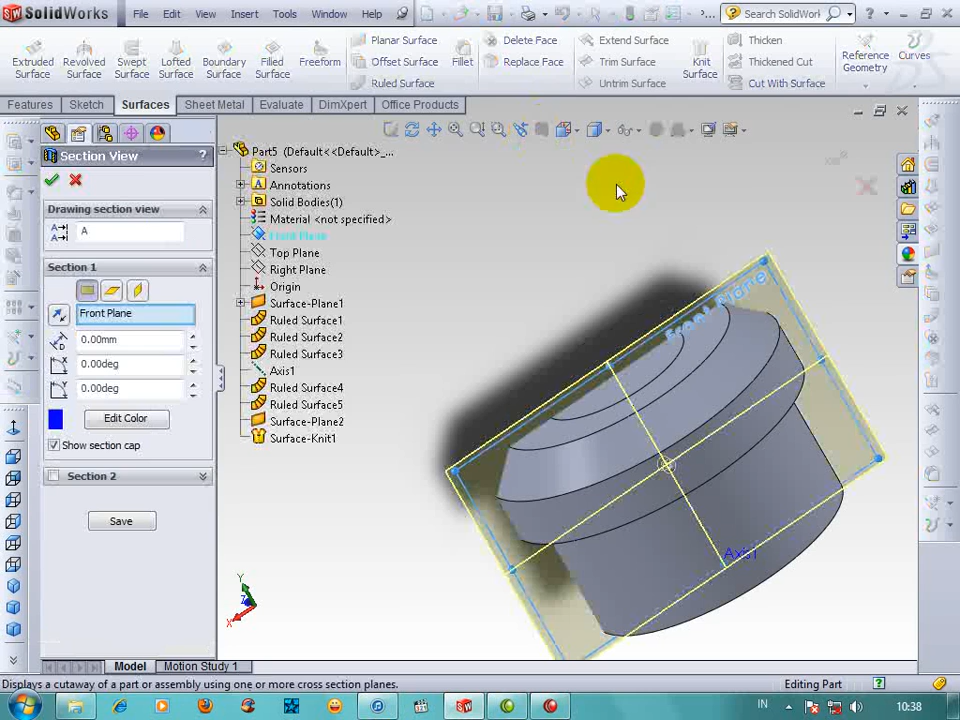 SolidWorks
File Edit View Insert Tools Window Help
Search SolidWorks
Extruded Surface
Revolved Surface
Swept Surface
Lofted Surface
Boundary Surface
Filled Surface
Freeform
Planar Surface
Offset Surface
Ruled Surface
Fillet
Delete Face
Replace Face
Extend Surface
Trim Surface
Untrim Surface
Knit Surface
Thicken
Thickened Cut
Cut With Surface
Reference Geometry
Curves
Features Sketch Surfaces Sheet Metal Evaluate DimXpert Office Products
Section View ?
Drawing section view
A
Section 1
Front Plane
0.00mm
0.00deg
0.00deg
Edit Color
Show section cap
Section 2
Save
Part5 (Default<<Default>_...
Sensors
Annotations
Solid Bodies(1)
Material <not specified>
Front Plane
Top Plane
Right Plane
Origin
Surface-Plane1
Ruled Surface1
Ruled Surface2
Ruled Surface3
Axis1
Ruled Surface4
Ruled Surface5
Surface-Plane2
Surface-Knit1
Front Plane
Axis1
Y
Z
X
Model Motion Study 1
Displays a cutaway of a part or assembly using one or more cross section planes.
Editing Part
IN
10:38